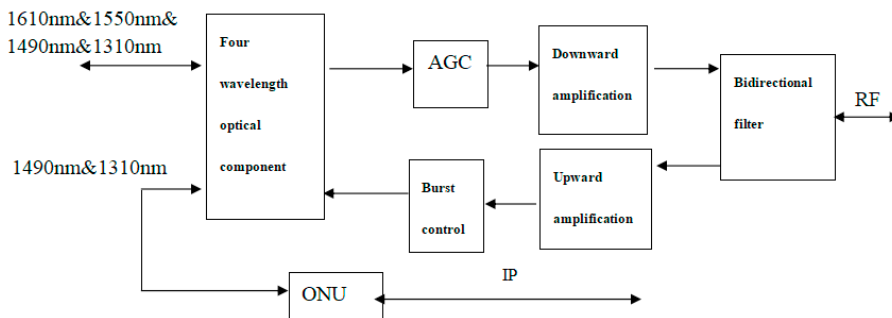 1610nm&1550nm&
1490nm&1310nm
Four
wavelength
optical
component
AGC
Downward
amplification
Bidirectional
filter
RF
1490nm&1310nm
Burst
control
Upward
amplification
ONU
IP